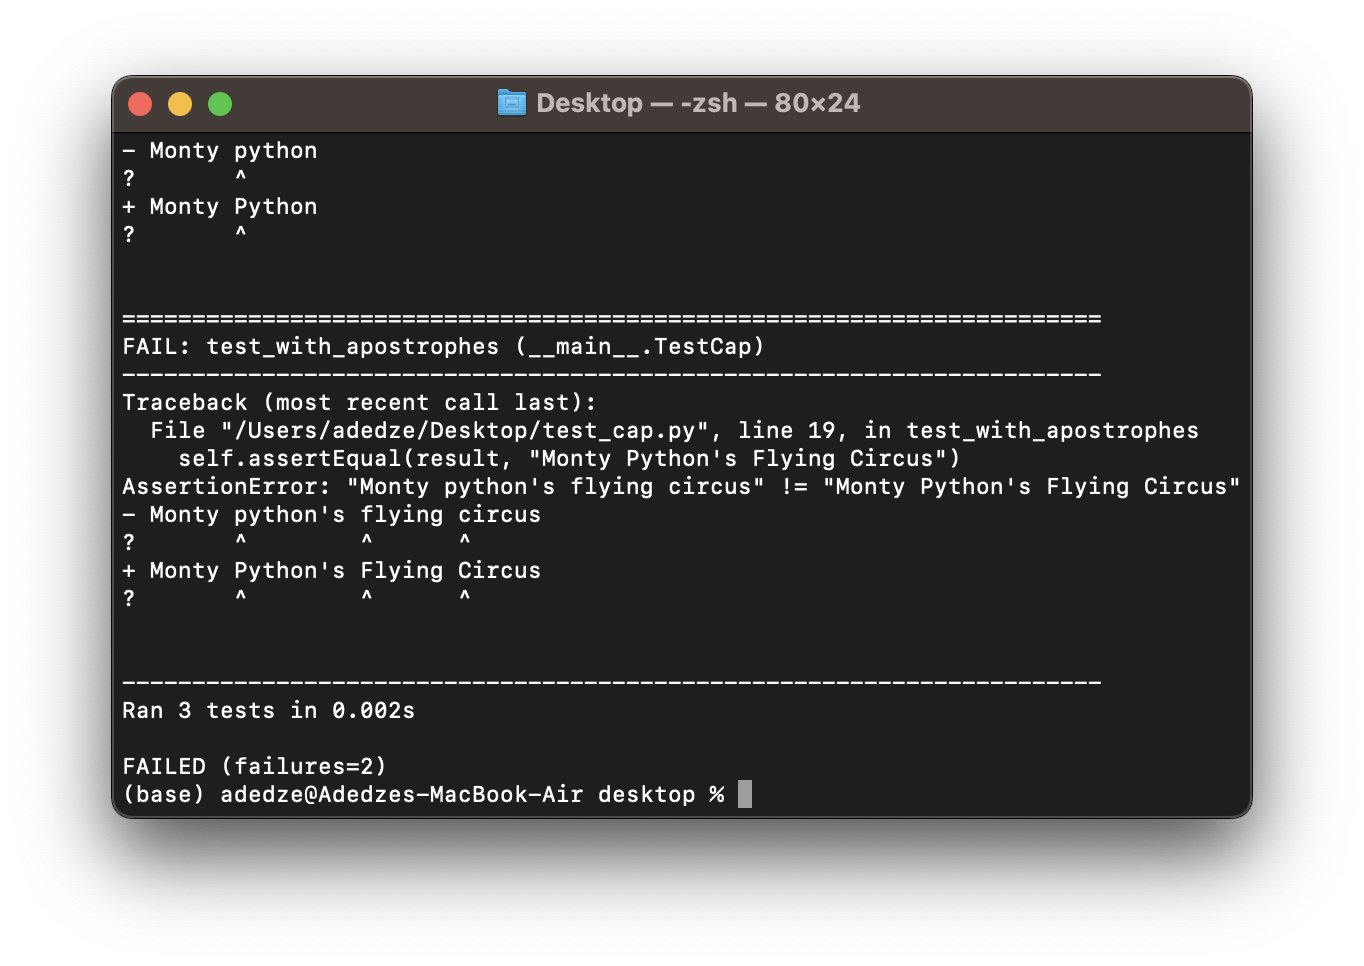 Desktop — -zsh — 80×24
- Monty python
?       ^
+ Monty Python
?       ^
======================================================================
FAIL: test_with_apostrophes (__main__.TestCap)
----------------------------------------------------------------------
Traceback (most recent call last):
  File "/Users/adedze/Desktop/test_cap.py", line 19, in test_with_apostrophes
    self.assertEqual(result, "Monty Python's Flying Circus")
AssertionError: "Monty python's flying circus" != "Monty Python's Flying Circus"
- Monty python's flying circus
?       ^        ^      ^
+ Monty Python's Flying Circus
?       ^        ^      ^
----------------------------------------------------------------------
Ran 3 tests in 0.002s
FAILED (failures=2)
(base) adedze@Adedzes-MacBook-Air desktop %